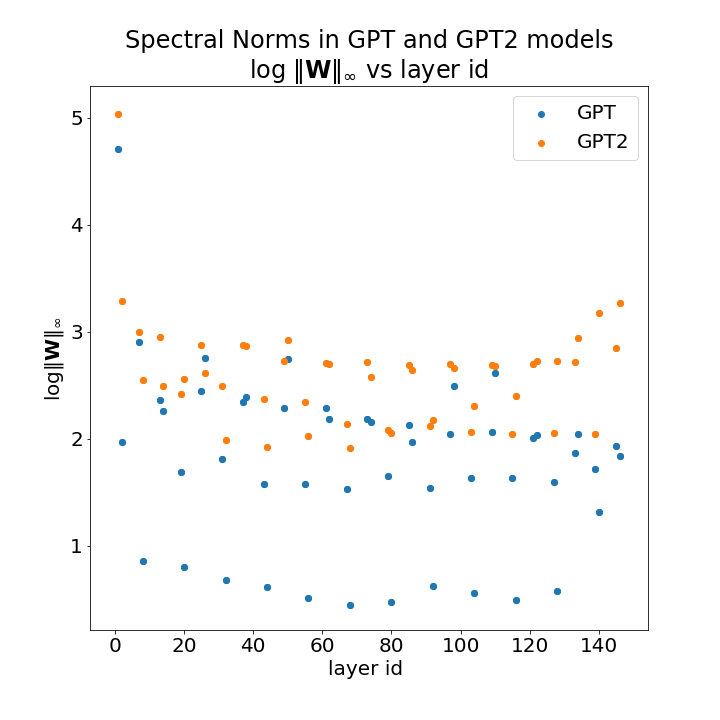 Spectral Norms in GPT and GPT2 models
log ‖W‖∞ vs layer id
GPT
GPT2
5
4
3
2
1
log‖W‖∞
0 20 40 60 80 100 120 140
layer id